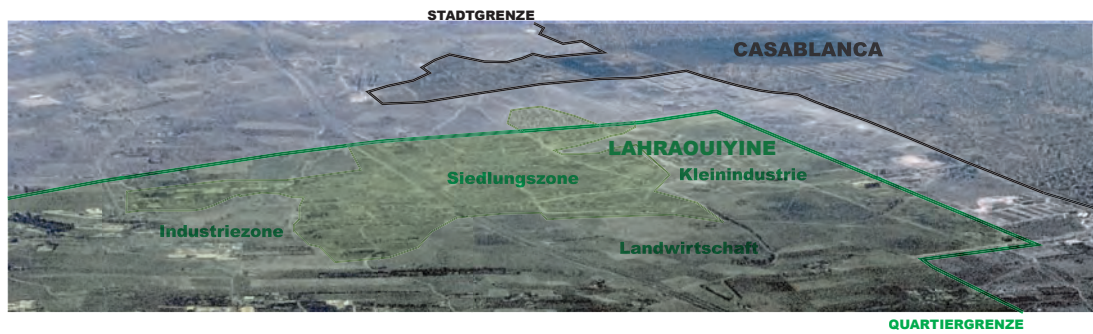 STADTGRENZE
CASABLANCA
LAHRAOUIYINE
Kleinindustrie
Siedlungszone
Industriezone
Landwirtschaft
QUARTIERGRENZE